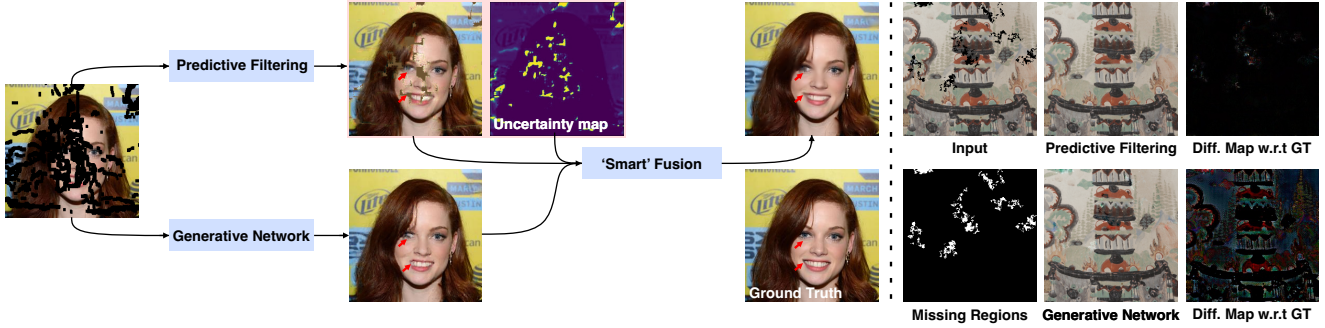 Predictive Filtering
Uncertainty map
'Smart' Fusion
Generative Network
Ground Truth
Input
Predictive Filtering
Diff. Map w.r.t GT
Missing Regions
Generative Network
Diff. Map w.r.t GT